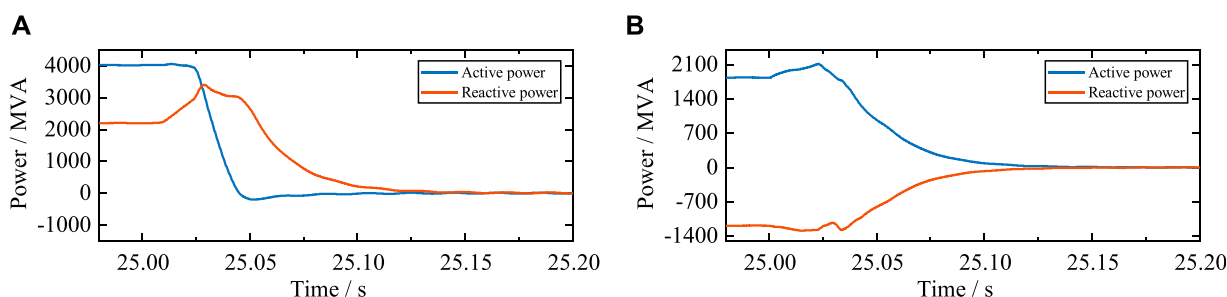 A
Power / MVA
4000
3000
2000
1000
0
-1000
Active power
Reactive power
25.00 25.05 25.10 25.15 25.20
Time / s
B
Power / MVA
2100
1400
700
0
-700
-1400
Active power
Reactive power
25.00 25.05 25.10 25.15 25.20
Time / s